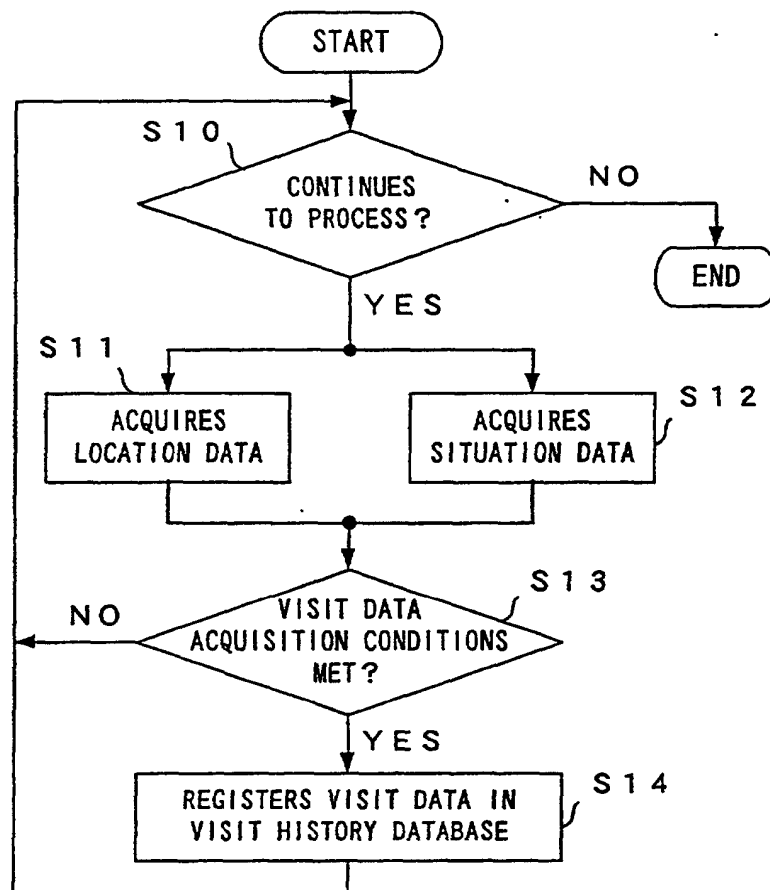 START
S10
CONTINUES
TO PROCESS?
NO
END
YES
S11
ACQUIRES
LOCATION DATA
ACQUIRES
SITUATION DATA
S12
S13
VISIT DATA
ACQUISITION CONDITIONS
MET?
NO
YES
S14
REGISTERS VISIT DATA IN
VISIT HISTORY DATABASE